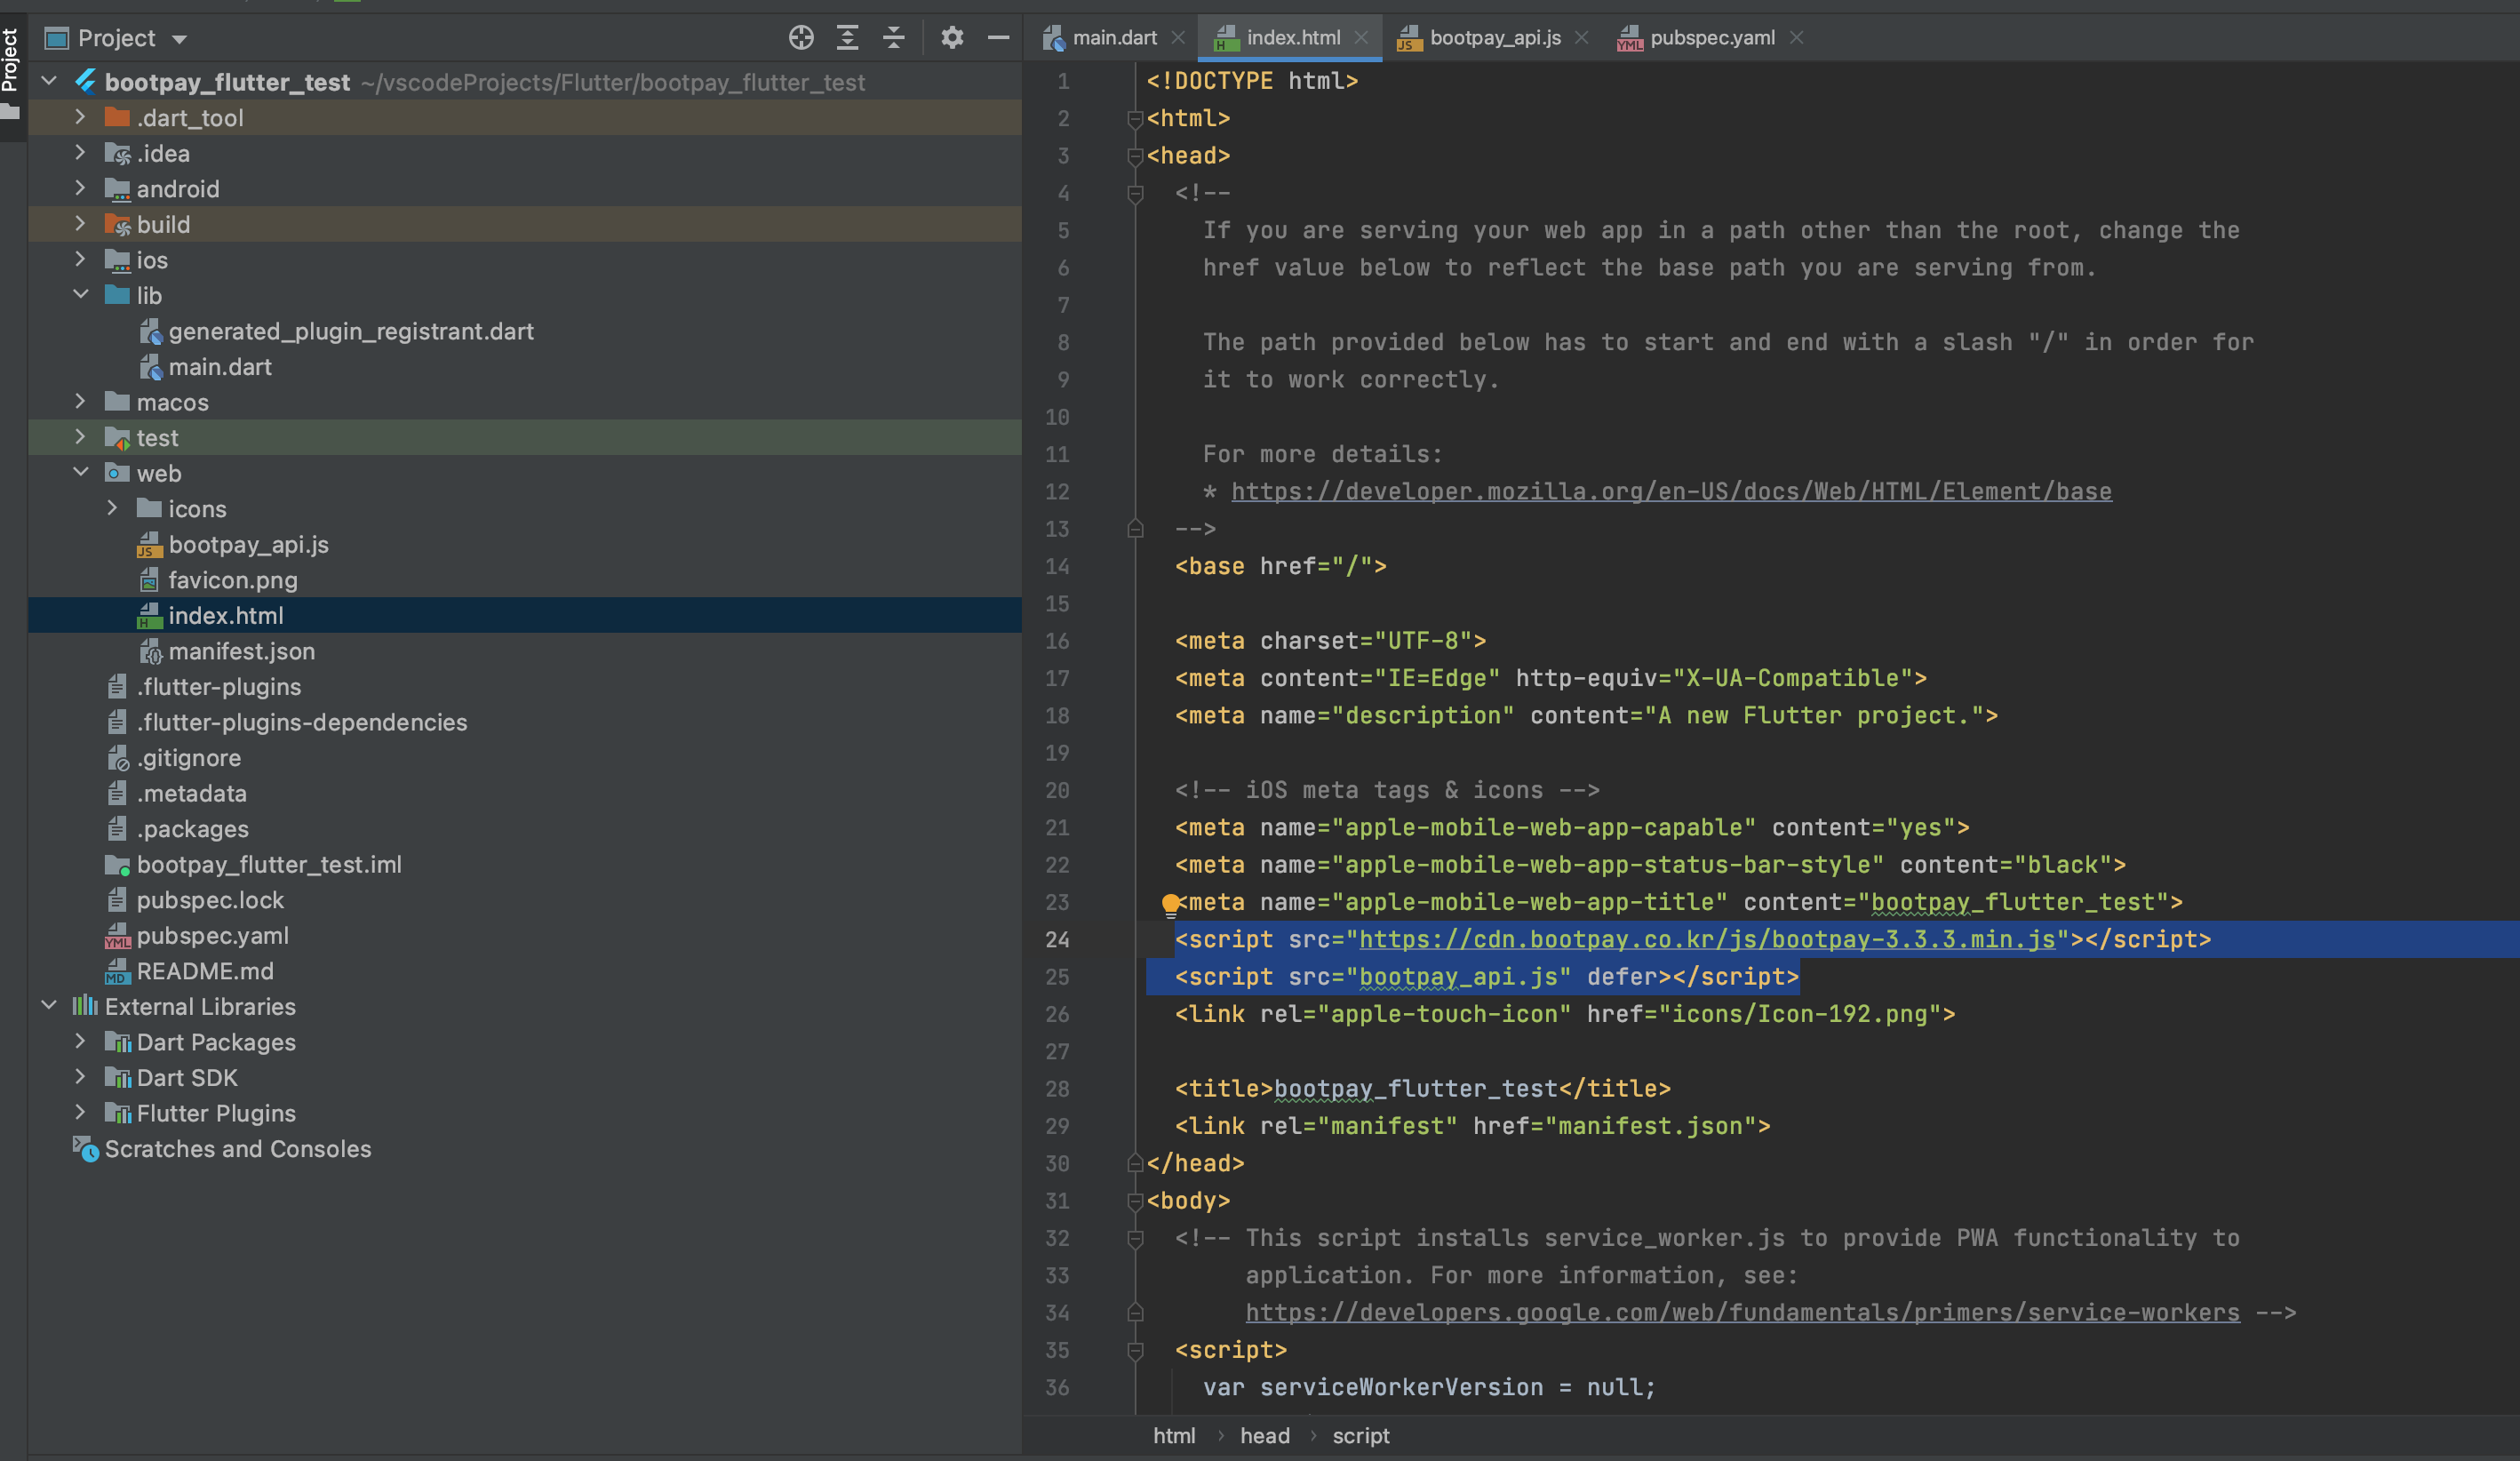 Project
Project
bootpay_flutter_test ~/vscodeProjects/Flutter/bootpay_flutter_test
.dart_tool
.idea
android
build
ios
lib
generated_plugin_registrant.dart
main.dart
macos
test
web
icons
bootpay_api.js
favicon.png
index.html
manifest.json
.flutter-plugins
.flutter-plugins-dependencies
.gitignore
.metadata
.packages
bootpay_flutter_test.iml
pubspec.lock
pubspec.yaml
README.md
External Libraries
Dart Packages
Dart SDK
Flutter Plugins
Scratches and Consoles
main.dart index.html bootpay_api.js pubspec.yaml
1 <!DOCTYPE html>
2 <html>
3 <head>
4 <!--
5 If you are serving your web app in a path other than the root, change the
6 href value below to reflect the base path you are serving from.
7
8 The path provided below has to start and end with a slash "/" in order for
9 it to work correctly.
10
11 For more details:
12 * https://developer.mozilla.org/en-US/docs/Web/HTML/Element/base
13 -->
14 <base href="/">
15
16 <meta charset="UTF-8">
17 <meta content="IE=Edge" http-equiv="X-UA-Compatible">
18 <meta name="description" content="A new Flutter project.">
19
20 <!-- iOS meta tags & icons -->
21 <meta name="apple-mobile-web-app-capable" content="yes">
22 <meta name="apple-mobile-web-app-status-bar-style" content="black">
23 <meta name="apple-mobile-web-app-title" content="bootpay_flutter_test">
24 <script src="https://cdn.bootpay.co.kr/js/bootpay-3.3.3.min.js"></script>
25 <script src="bootpay_api.js" defer></script>
26 <link rel="apple-touch-icon" href="icons/Icon-192.png">
27
28 <title>bootpay_flutter_test</title>
29 <link rel="manifest" href="manifest.json">
30 </head>
31 <body>
32 <!-- This script installs service_worker.js to provide PWA functionality to
33 application. For more information, see:
34 https://developers.google.com/web/fundamentals/primers/service-workers -->
35 <script>
36 var serviceWorkerVersion = null;
html › head › script